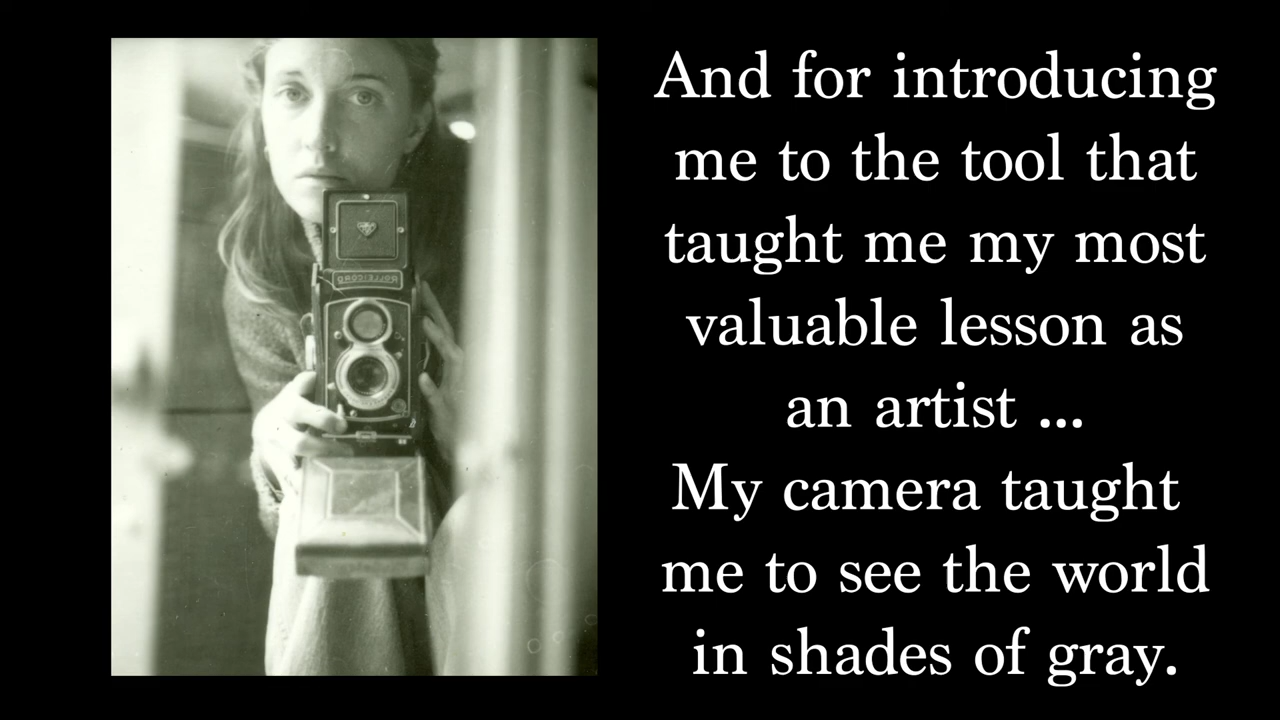 And for introducing
me to the tool that
taught me my most
valuable lesson as
an artist ...
My camera taught
me to see the world
in shades of gray.
ROLLEICORD